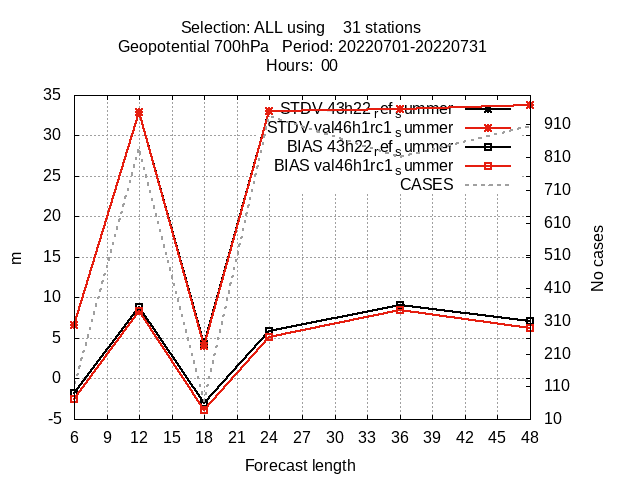 Selection: ALL using 31 stations
Geopotential 700hPa Period: 20220701-20220731
Hours: 00
35
30
25
20
15
10
5
0
-5
m
STDV 43h22_ref_summer
STDV val46h1rc1_summer
BIAS 43h22_ref_summer
BIAS val46h1rc1_summer
CASES
910
810
710
610
510
410
310
210
110
10
No cases
6 9 12 15 18 21 24 27 30 33 36 39 42 45 48
Forecast length